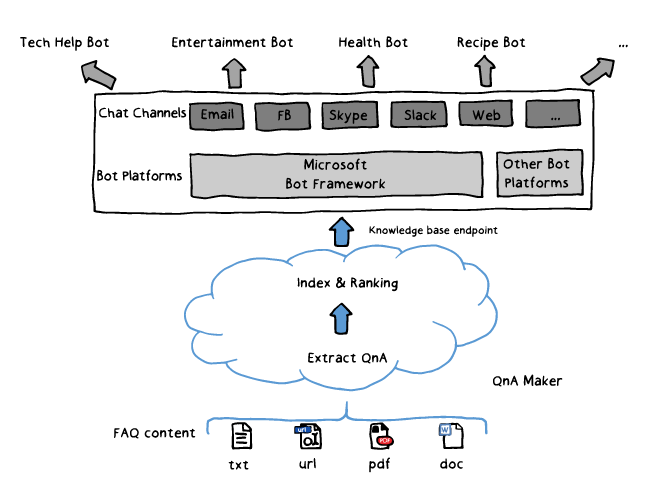 Tech Help Bot
Entertainment Bot
Health Bot
Recipe Bot
...
Chat Channels
Email
FB
Skype
Slack
Web
...
Bot Platforms
Microsoft
Bot Framework
Other Bot
Platforms
Knowledge base endpoint
Index & Ranking
Extract QnA
QnA Maker
FAQ content
url
PDF
W
txt
url
pdf
doc